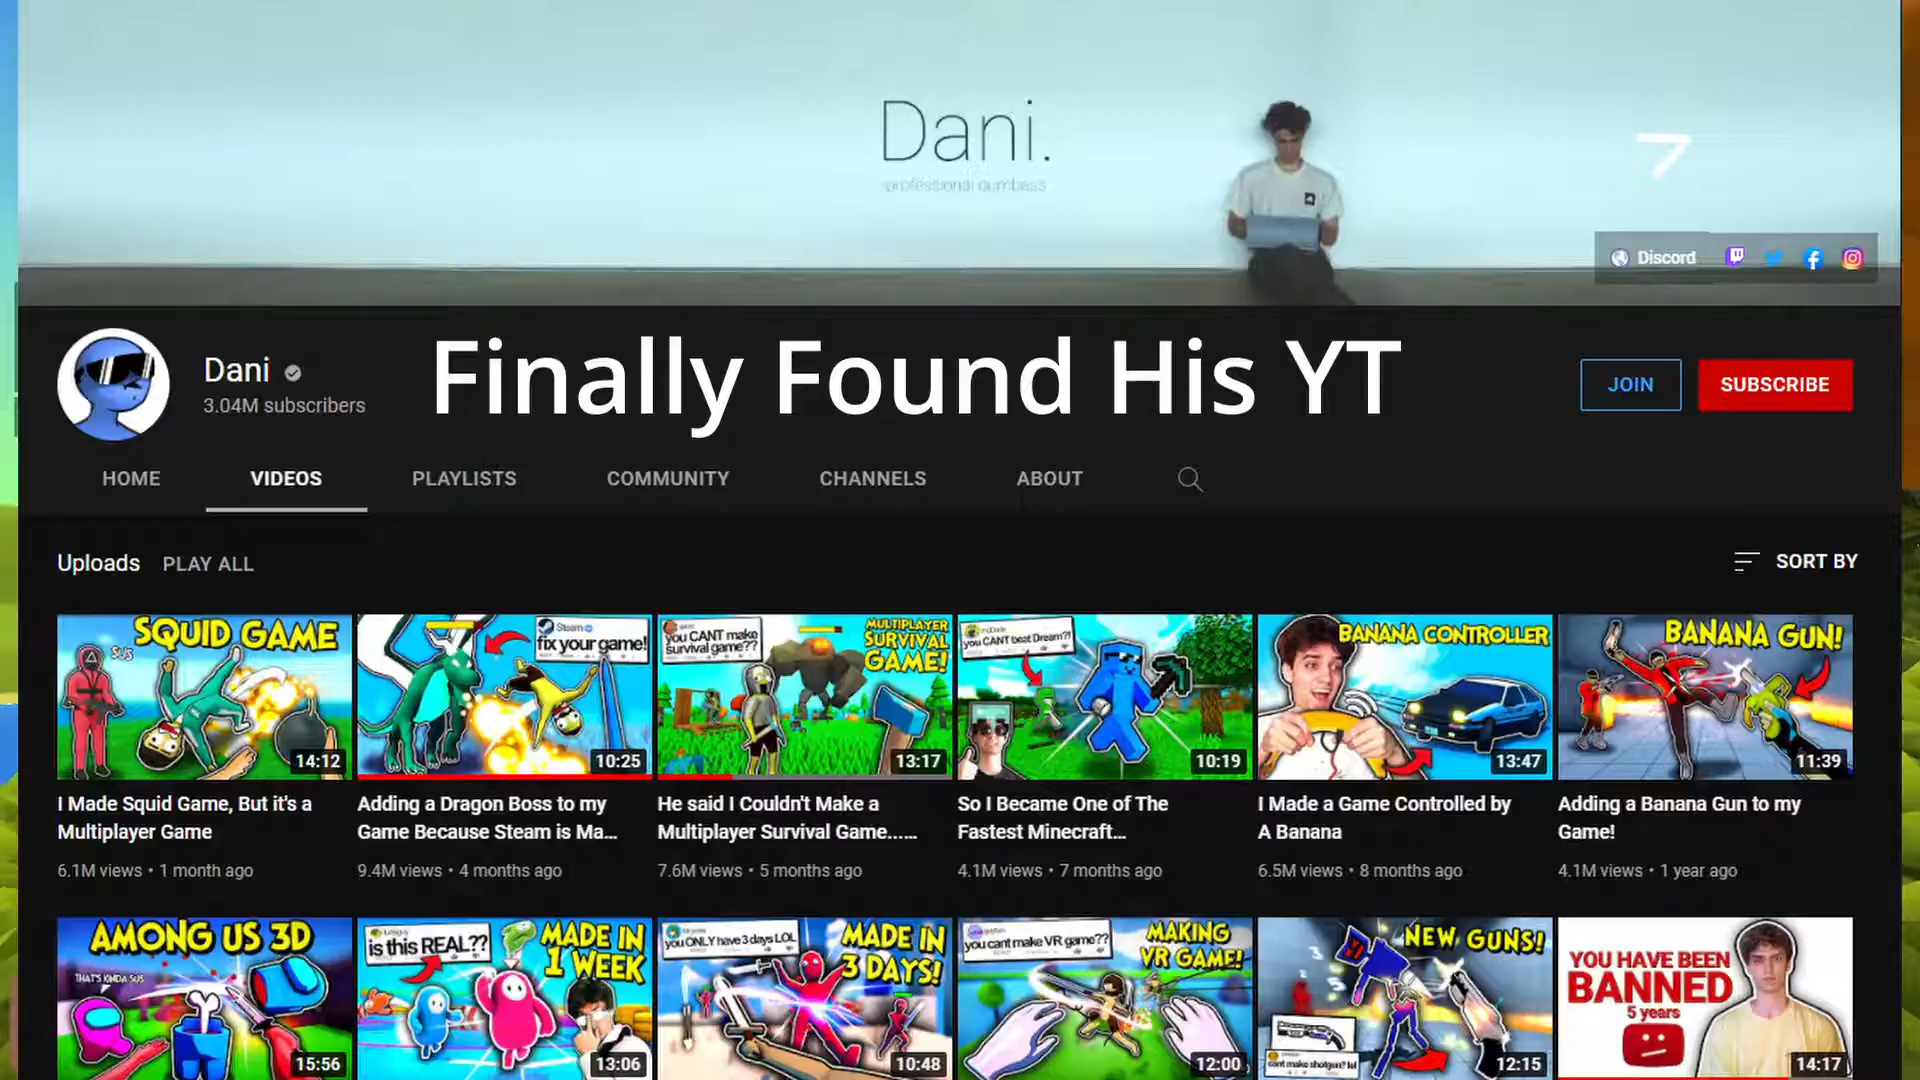 Dani.
professional dumbass
Discord
Dani
3.04M subscribers
Finally Found His YT
JOIN
SUBSCRIBE
HOME
VIDEOS
PLAYLISTS
COMMUNITY
CHANNELS
ABOUT
Uploads
PLAY ALL
SORT BY
SQUID GAME
SUS
14:12
Steam
fix your game!
10:25
you CANT make
survival game??
MULTIPLAYER
SURVIVAL
GAME!
13:17
you CANT beat Dream?!
10:19
BANANA CONTROLLER
13:47
BANANA GUN!
11:39
I Made Squid Game, But it's a
Multiplayer Game
6.1M views • 1 month ago
Adding a Dragon Boss to my
Game Because Steam is Ma...
9.4M views • 4 months ago
He said I Couldn't Make a
Multiplayer Survival Game......
7.6M views • 5 months ago
So I Became One of The
Fastest Minecraft...
4.1M views • 7 months ago
I Made a Game Controlled by
A Banana
6.5M views • 8 months ago
Adding a Banana Gun to my
Game!
4.1M views • 1 year ago
AMONG US 3D
THAT'S KINDA SUS
15:56
is this REAL??
MADE IN
1 WEEK
13:06
you ONLY have 3 days LOL
MADE IN
3 DAYS!
10:48
you cant make VR game??
MAKING
VR GAME!
12:00
NEW GUNS!
cant make shotgun? lol
12:15
YOU HAVE BEEN
BANNED
5 years
14:17